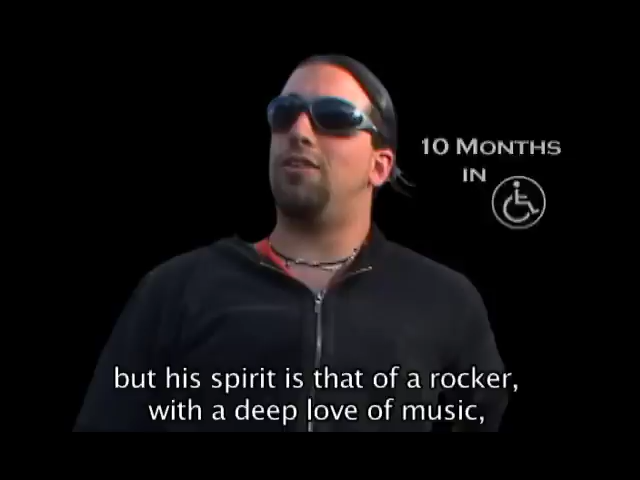 10 MONTHS
IN
but his spirit is that of a rocker,
with a deep love of music,